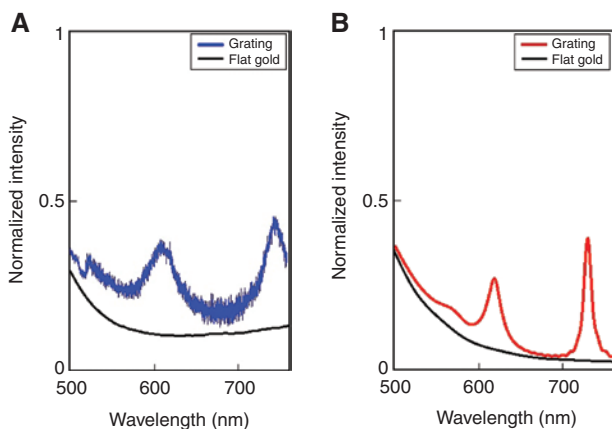 A
1
Grating
Flat gold
Normalized intensity
0.5
0
500
600
700
Wavelength (nm)
B
1
Grating
Flat gold
Normalized intensity
0.5
0
500
600
700
Wavelength (nm)